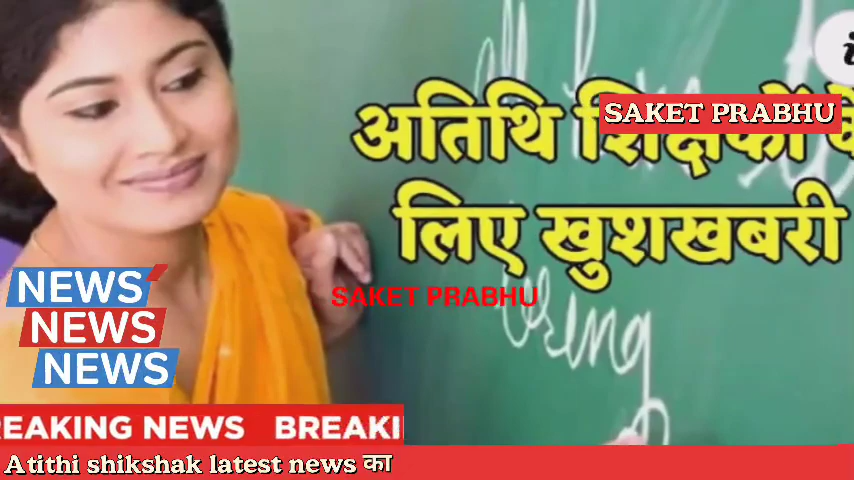 SAKET PRABHU
अतिथि शिक्षकों के
लिए खुशखबरी
SAKET PRABHU
NEWS
NEWS
NEWS
REAKING NEWS BREAKI
Atithi shikshak latest news का